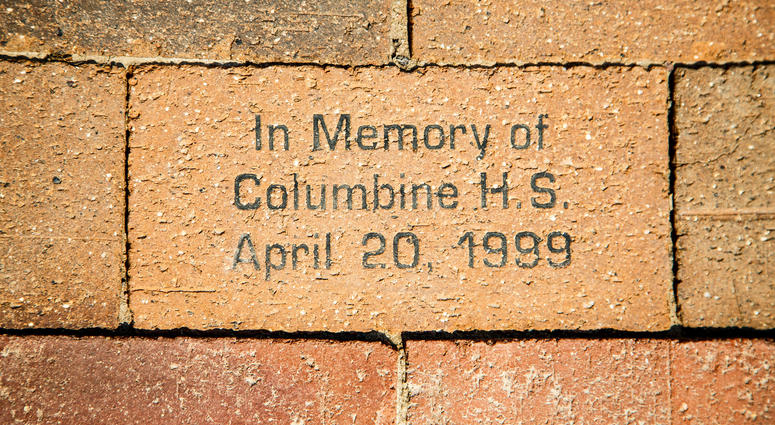 In Memory of
Columbine H.S.
April 20, 1999